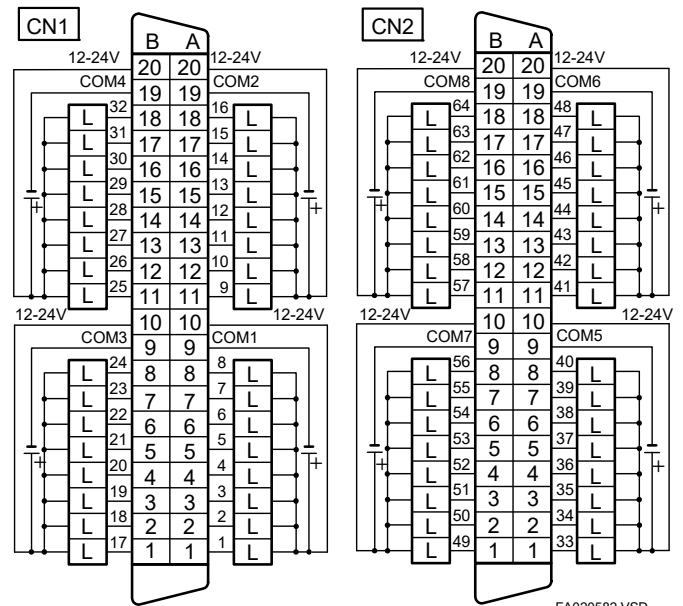 CN1 CN2
B A B A
12-24V 20 20 12-24V 12-24V 20 20 12-24V
COM4 19 19 COM2 COM8 19 19 COM6
L 32 18 18 16 L L 64 18 18 48 L
L 31 17 17 15 L L 63 17 17 47 L
L 30 16 16 14 L L 62 16 16 46 L
L 29 15 15 13 L L 61 15 15 45 L
+ L 28 14 14 12 L + + L 60 14 14 44 L +
L 27 13 13 11 L L 59 13 13 43 L
L 26 12 12 10 L L 58 12 12 42 L
L 25 11 11 9 L L 57 11 11 41 L
12-24V 10 10 12-24V 12-24V 10 10 12-24V
COM3 9 9 COM1 COM7 9 9 COM5
L 24 8 8 8 L L 56 8 8 40 L
L 23 7 7 7 L L 55 7 7 39 L
L 22 6 6 6 L L 54 6 6 38 L
L 21 5 5 5 L L 53 5 5 37 L
+ L 20 4 4 4 L + + L 52 4 4 36 L +
L 19 3 3 3 L L 51 3 3 35 L
L 18 2 2 2 L L 50 2 2 34 L
L 17 1 1 1 L L 49 1 1 33 L